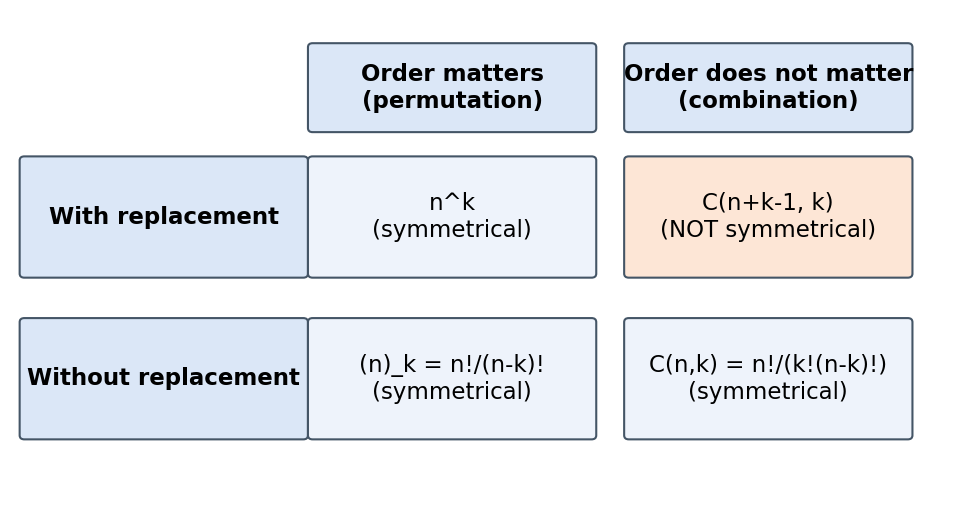 Order matters
(permutation)
Order does not matter
(combination)
With replacement
n^k
(symmetrical)
C(n+k-1, k)
(NOT symmetrical)
Without replacement
(n)_k = n!/(n-k)!
(symmetrical)
C(n,k) = n!/(k!(n-k)!)
(symmetrical)